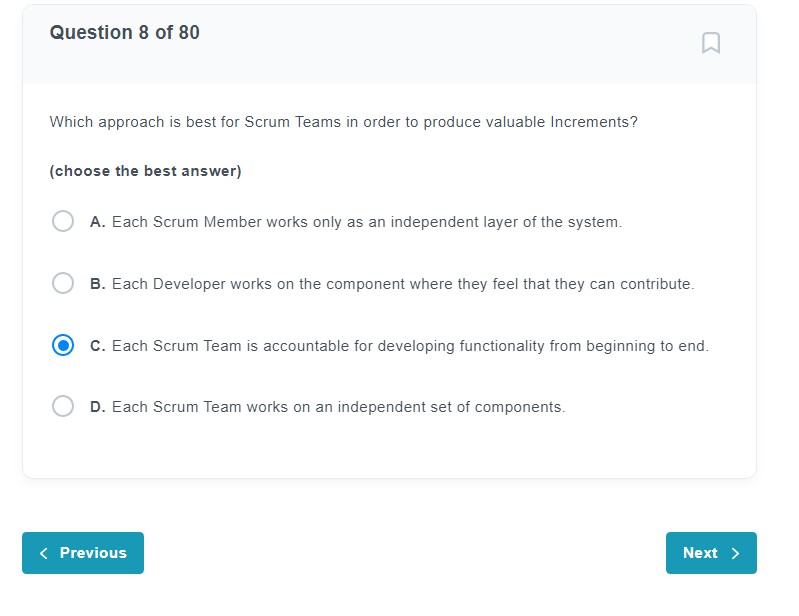 Question 8 of 80
Which approach is best for Scrum Teams in order to produce valuable Increments?
(choose the best answer)
A. Each Scrum Member works only as an independent layer of the system.
B. Each Developer works on the component where they feel that they can contribute.
C. Each Scrum Team is accountable for developing functionality from beginning to end.
D. Each Scrum Team works on an independent set of components.
Previous
Next